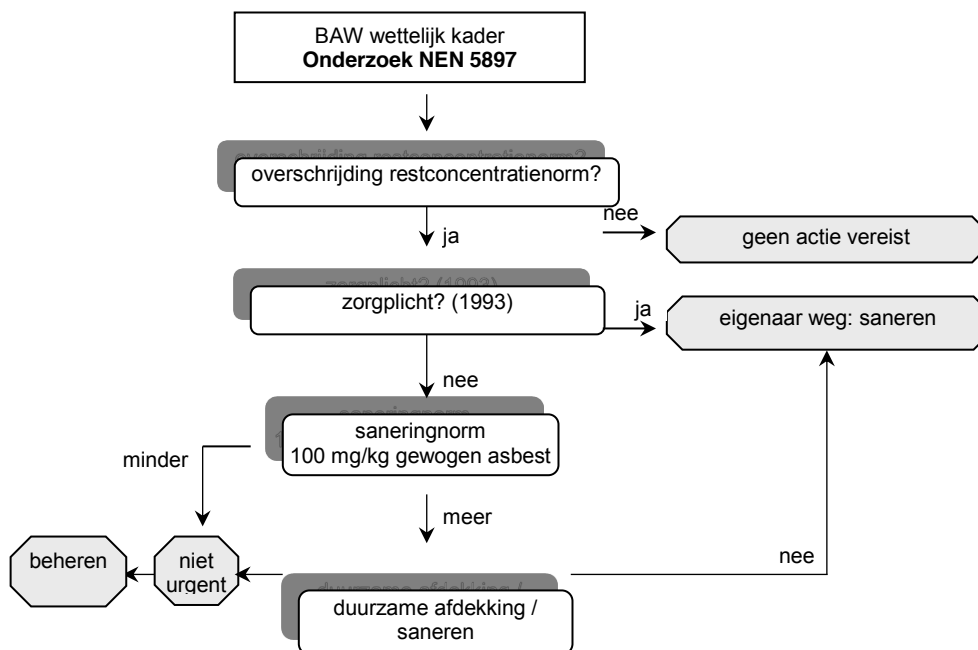 BAW wettelijk kader
Onderzoek NEN 5897
overschrijding restconcentratienorm?
nee
geen actie vereist
ja
zorgplicht? (1993)
ja
eigenaar weg: saneren
nee
saneringnorm
100 mg/kg gewogen asbest
minder
meer
nee
beheren
niet
urgent
duurzame afdekking /
saneren